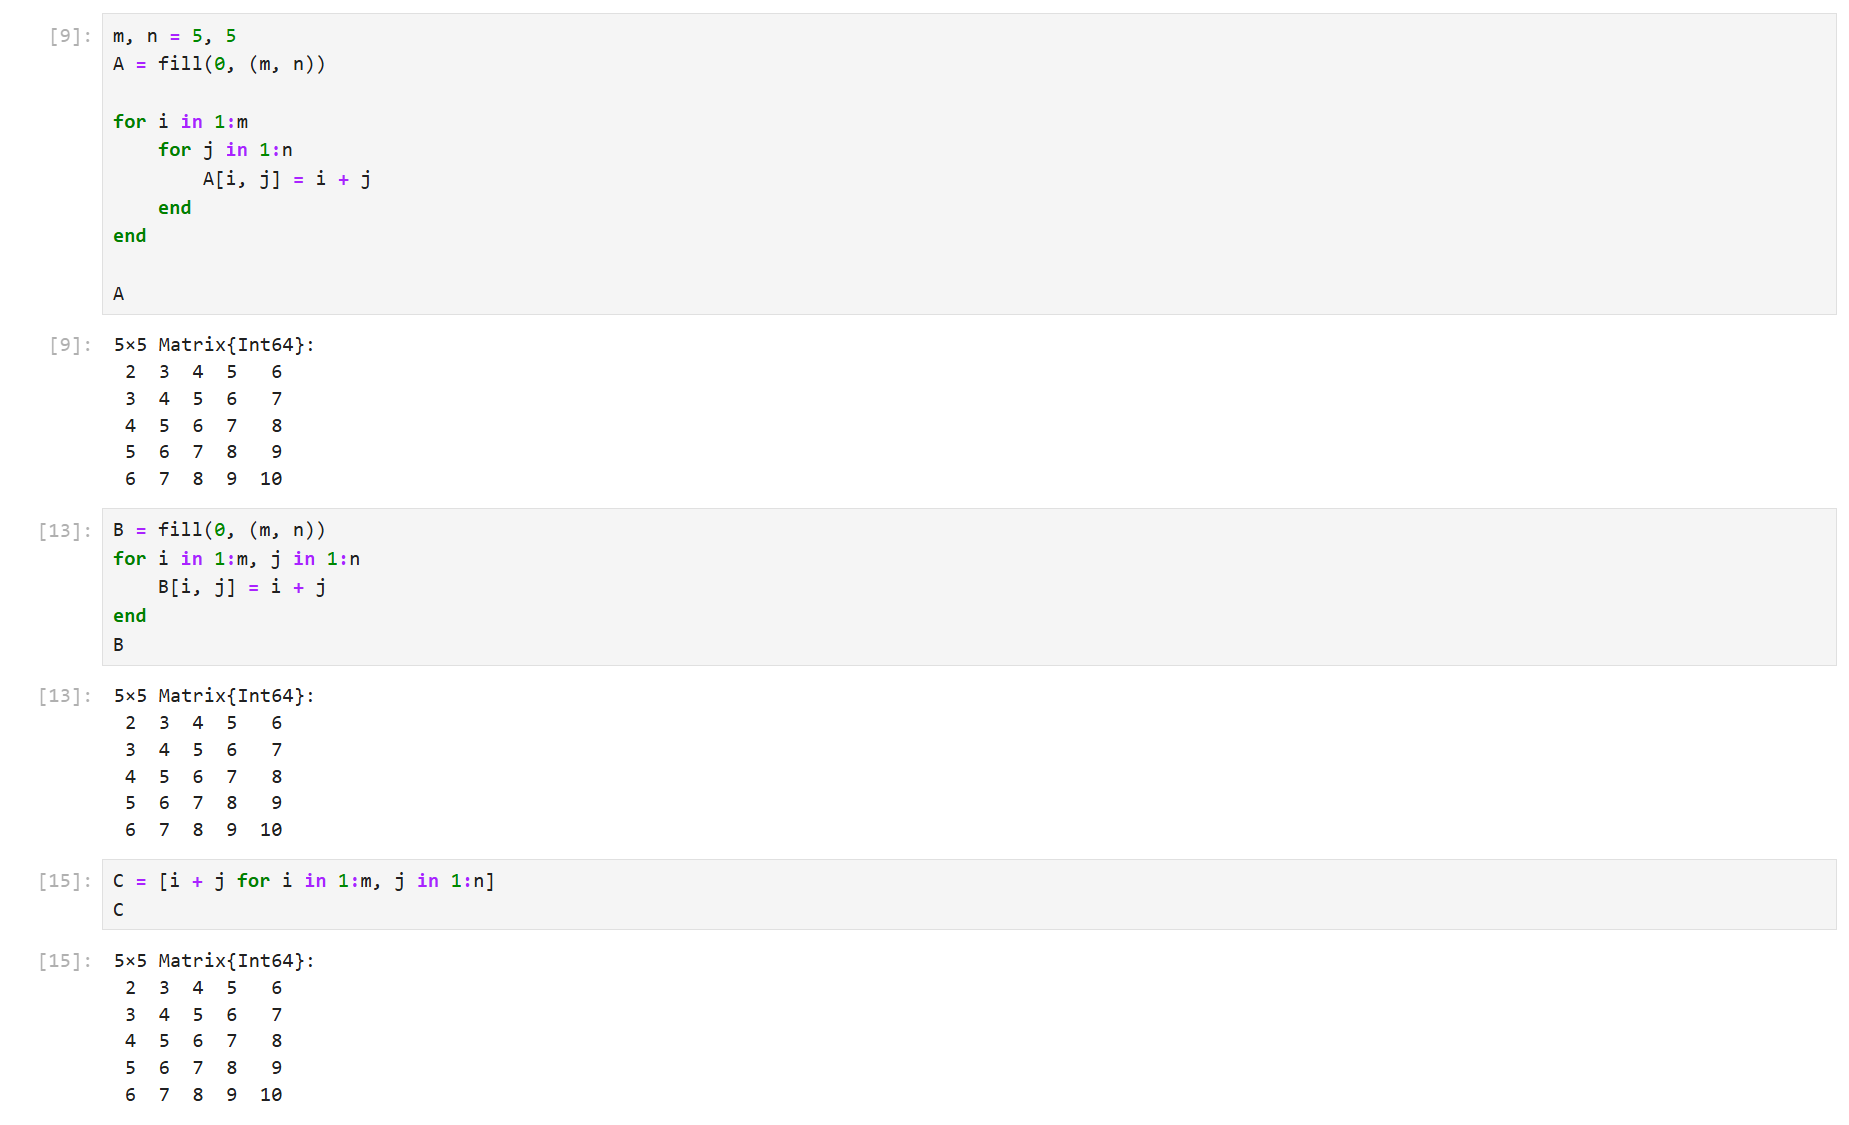 [9]: m, n = 5, 5
A = fill(0, (m, n))
for i in 1:m
    for j in 1:n
        A[i, j] = i + j
    end
end
A
[9]: 5×5 Matrix{Int64}:
 2  3  4  5   6
 3  4  5  6   7
 4  5  6  7   8
 5  6  7  8   9
 6  7  8  9  10
[13]: B = fill(0, (m, n))
for i in 1:m, j in 1:n
    B[i, j] = i + j
end
B
[13]: 5×5 Matrix{Int64}:
 2  3  4  5   6
 3  4  5  6   7
 4  5  6  7   8
 5  6  7  8   9
 6  7  8  9  10
[15]: C = [i + j for i in 1:m, j in 1:n]
C
[15]: 5×5 Matrix{Int64}:
 2  3  4  5   6
 3  4  5  6   7
 4  5  6  7   8
 5  6  7  8   9
 6  7  8  9  10